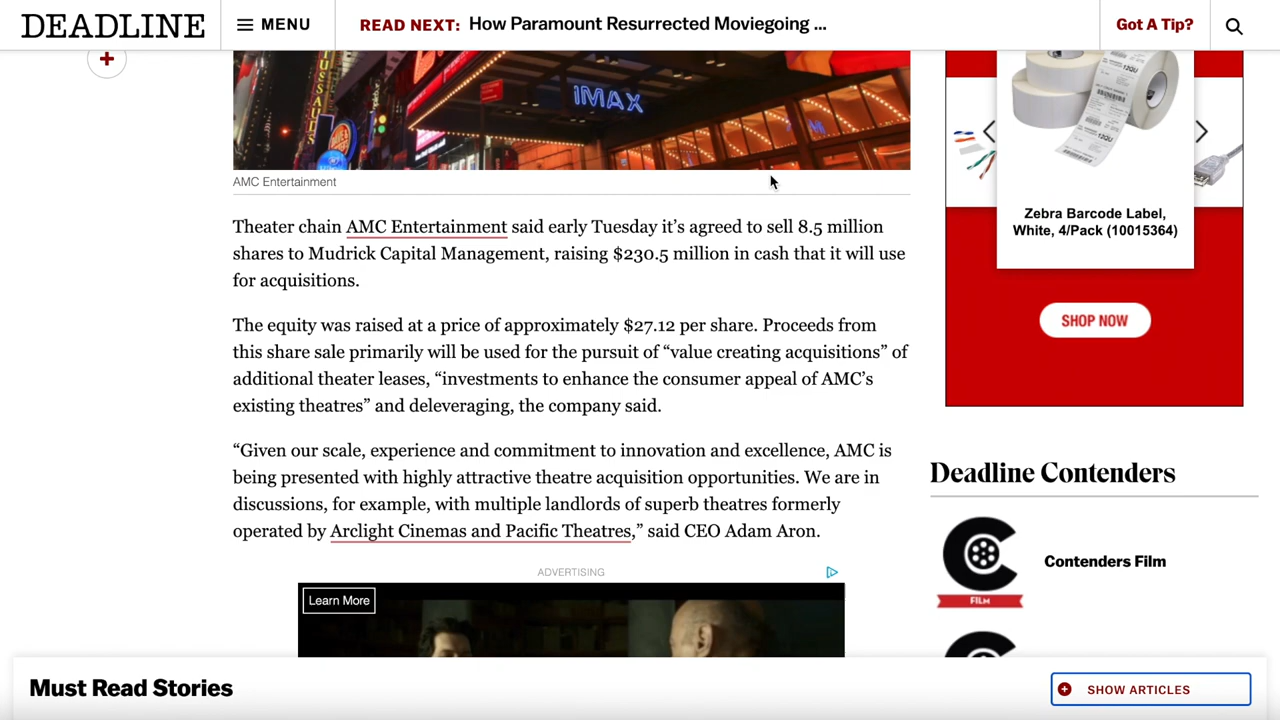 DEADLINE
MENU
READ NEXT: How Paramount Resurrected Moviegoing ...
Got A Tip?
IMAX
AMC Entertainment
Theater chain AMC Entertainment said early Tuesday it’s agreed to sell 8.5 million
shares to Mudrick Capital Management, raising $230.5 million in cash that it will use
for acquisitions.
The equity was raised at a price of approximately $27.12 per share. Proceeds from
this share sale primarily will be used for the pursuit of “value creating acquisitions” of
additional theater leases, “investments to enhance the consumer appeal of AMC’s
existing theatres” and deleveraging, the company said.
“Given our scale, experience and commitment to innovation and excellence, AMC is
being presented with highly attractive theatre acquisition opportunities. We are in
discussions, for example, with multiple landlords of superb theatres formerly
operated by Arclight Cinemas and Pacific Theatres,” said CEO Adam Aron.
ADVERTISING
Learn More
Zebra Barcode Label,
White, 4/Pack (10015364)
SHOP NOW
Deadline Contenders
FILM
Contenders Film
Must Read Stories
SHOW ARTICLES